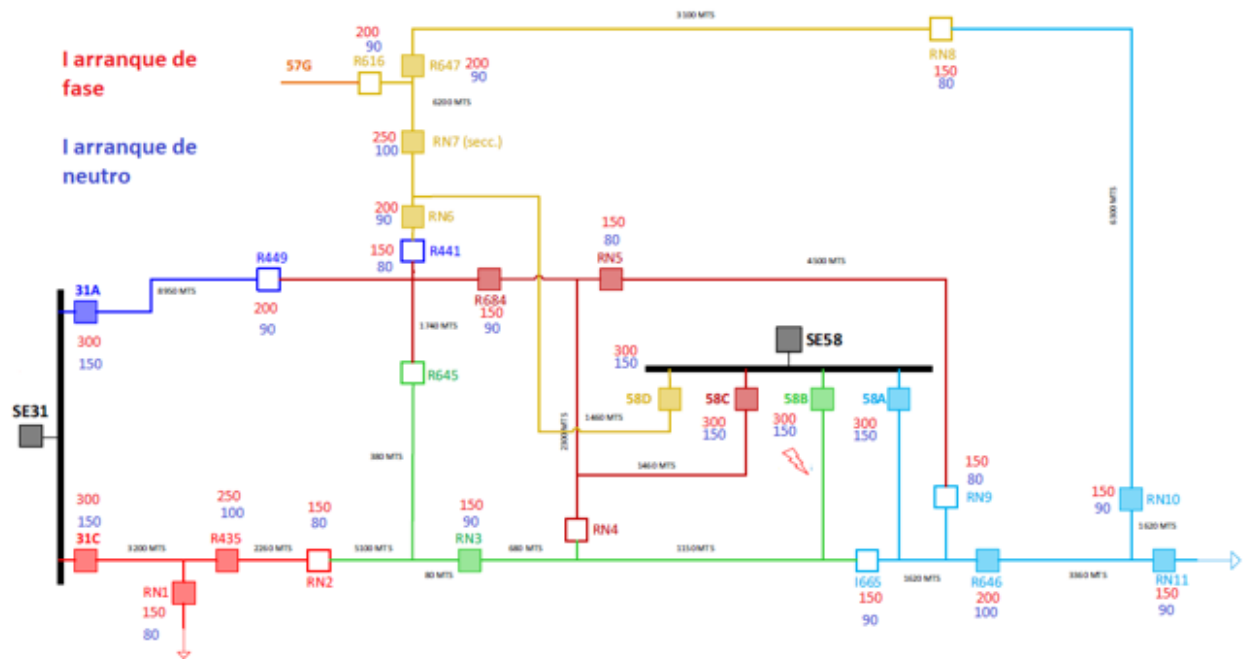 I arranque de
fase
I arranque de
neutro
3100 MTS
200
90
R616
57G
R647
200
90
RN8
150
80
6200 MTS
250
100
RN7 (secc.)
200
90
RN6
150
80
R441
150
80
RN5
6300 MTS
4500 MTS
R449
200
90
31A
8950 MTS
300
150
R684
150
90
1.740 MTS
R645
SE58
300
150
58D
58C
58B
58A
300
150
300
150
300
150
1460 MTS
2300 MTS
1460 MTS
SE31
380 MTS
150
80
RN9
150
90
RN10
1620 MTS
300
150
31C
250
100
R435
150
80
RN2
150
90
RN3
RN4
3200 MTS
2260 MTS
5100 MTS
80 MTS
680 MTS
1150 MTS
RN1
150
80
I665
150
90
1620 MTS
R646
200
100
3360 MTS
RN11
150
90